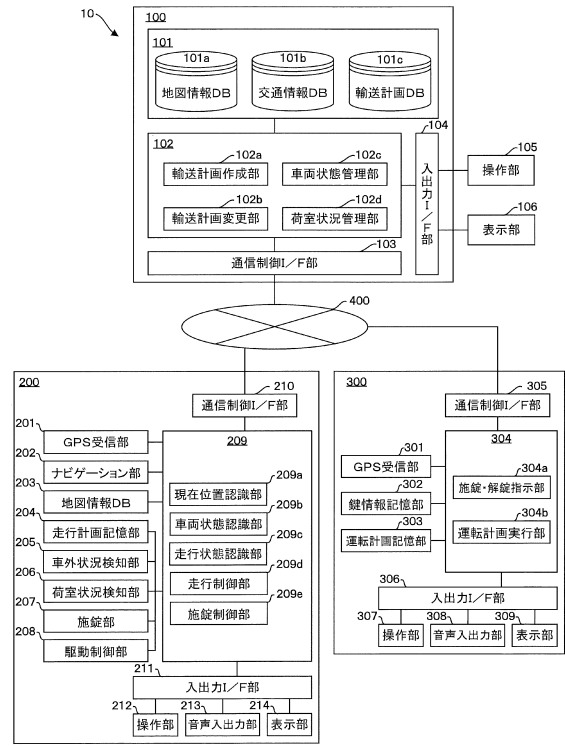 10
100
101
101a
101b
101c
地図情報DB
交通情報DB
輸送計画DB
102
102a
102c
輸送計画作成部
車両状態管理部
102b
102d
輸送計画変更部
荷室状況管理部
103
通信制御I/F部
104
入出力I/F部
105
操作部
106
表示部
400
200
210
通信制御I/F部
201
GPS受信部
202
ナビゲーション部
203
地図情報DB
204
走行計画記憶部
205
車外状況検知部
206
荷室状況検知部
207
施錠部
208
駆動制御部
209
209a
現在位置認識部
209b
車両状態認識部
209c
走行状態認識部
209d
走行制御部
209e
施錠制御部
211
入出力I/F部
212
213
214
操作部
音声入出力部
表示部
300
305
通信制御I/F部
301
GPS受信部
302
鍵情報記憶部
303
運転計画記憶部
304
304a
施錠・解錠指示部
304b
運転計画実行部
306
入出力I/F部
307
308
309
操作部
音声入出力部
表示部